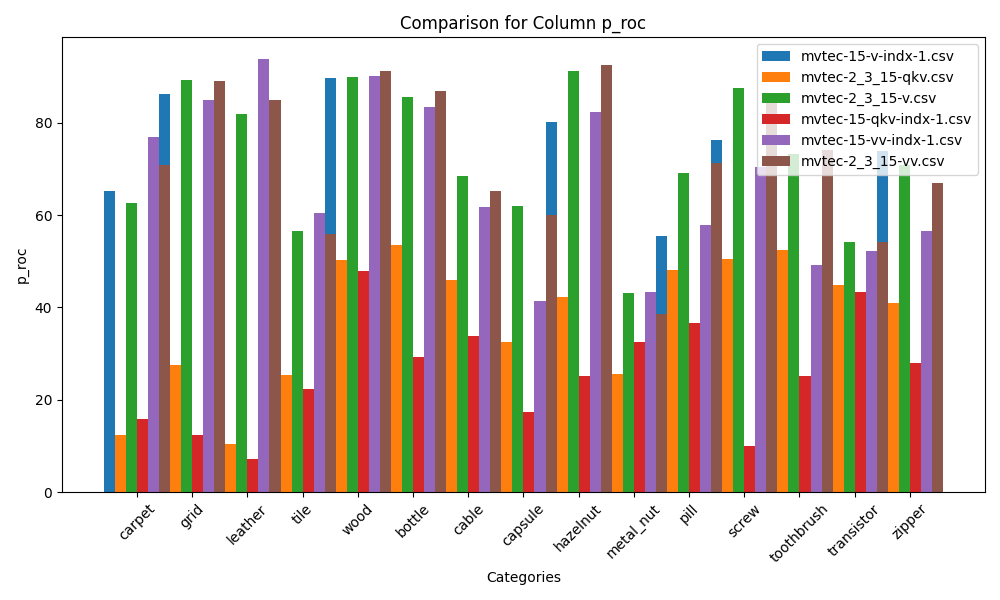 Comparison for Column p_roc
mvtec-15-v-indx-1.csv
mvtec-2_3_15-qkv.csv
mvtec-2_3_15-v.csv
mvtec-15-qkv-indx-1.csv
mvtec-15-vv-indx-1.csv
mvtec-2_3_15-vv.csv
p_roc
80
60
40
20
0
carpet
grid
leather
tile
wood
bottle
cable
capsule
hazelnut
metal_nut
pill
screw
toothbrush
transistor
zipper
Categories